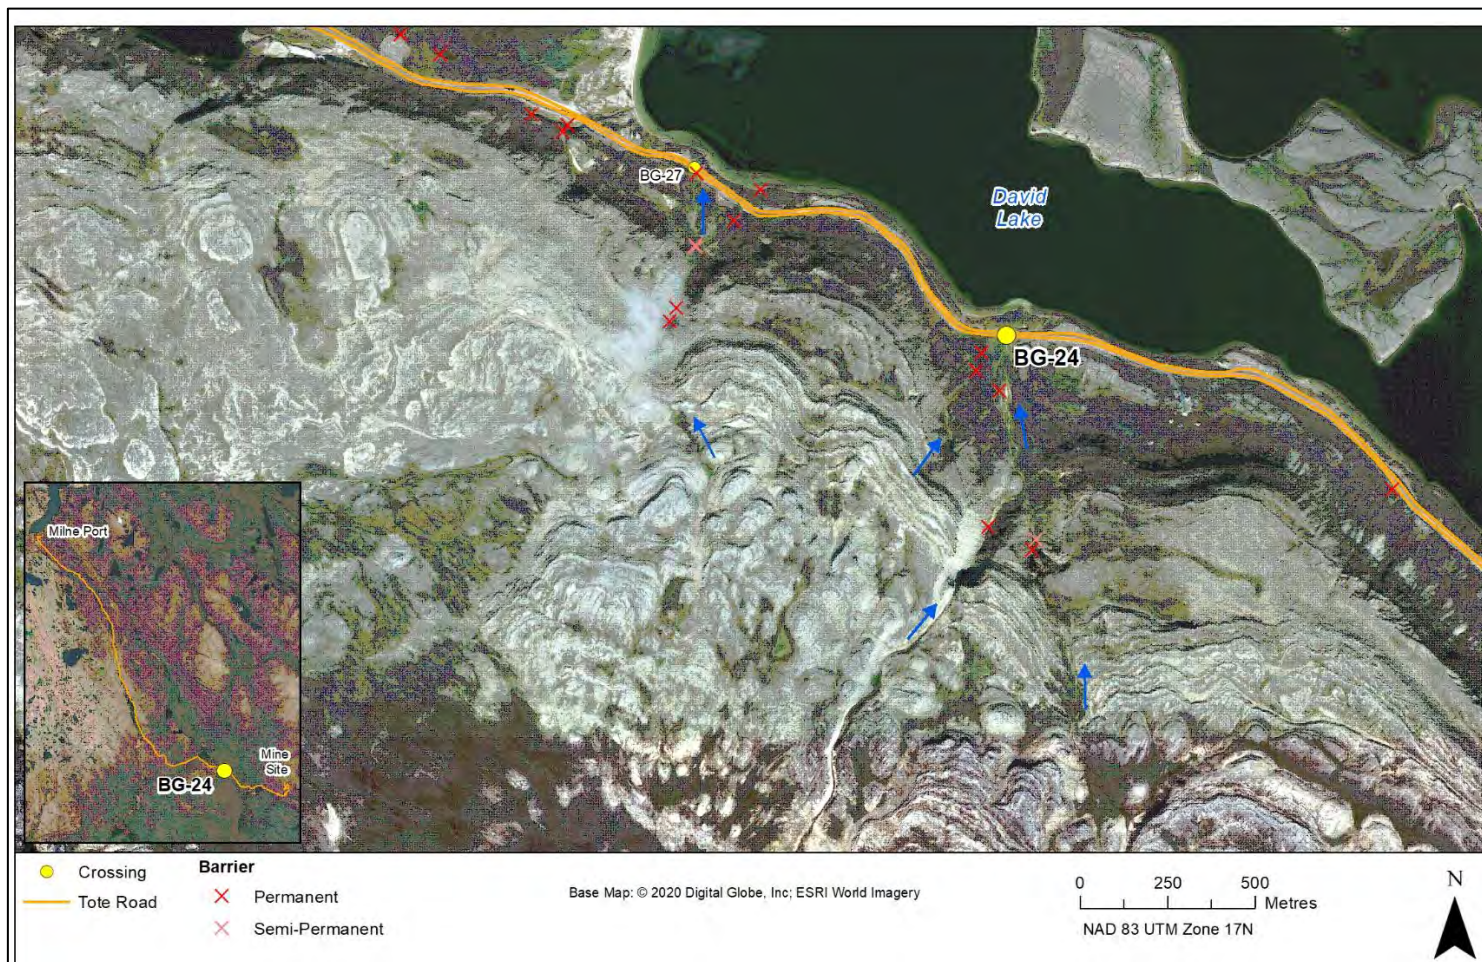 BG-27
David
Lake
BG-24
Milne Port
Mine
Site
BG-24
Crossing
Tote Road
Barrier
Permanent
Semi-Permanent
Base Map: © 2020 Digital Globe, Inc; ESRI World Imagery
0 250 500
Metres
NAD 83 UTM Zone 17N
N